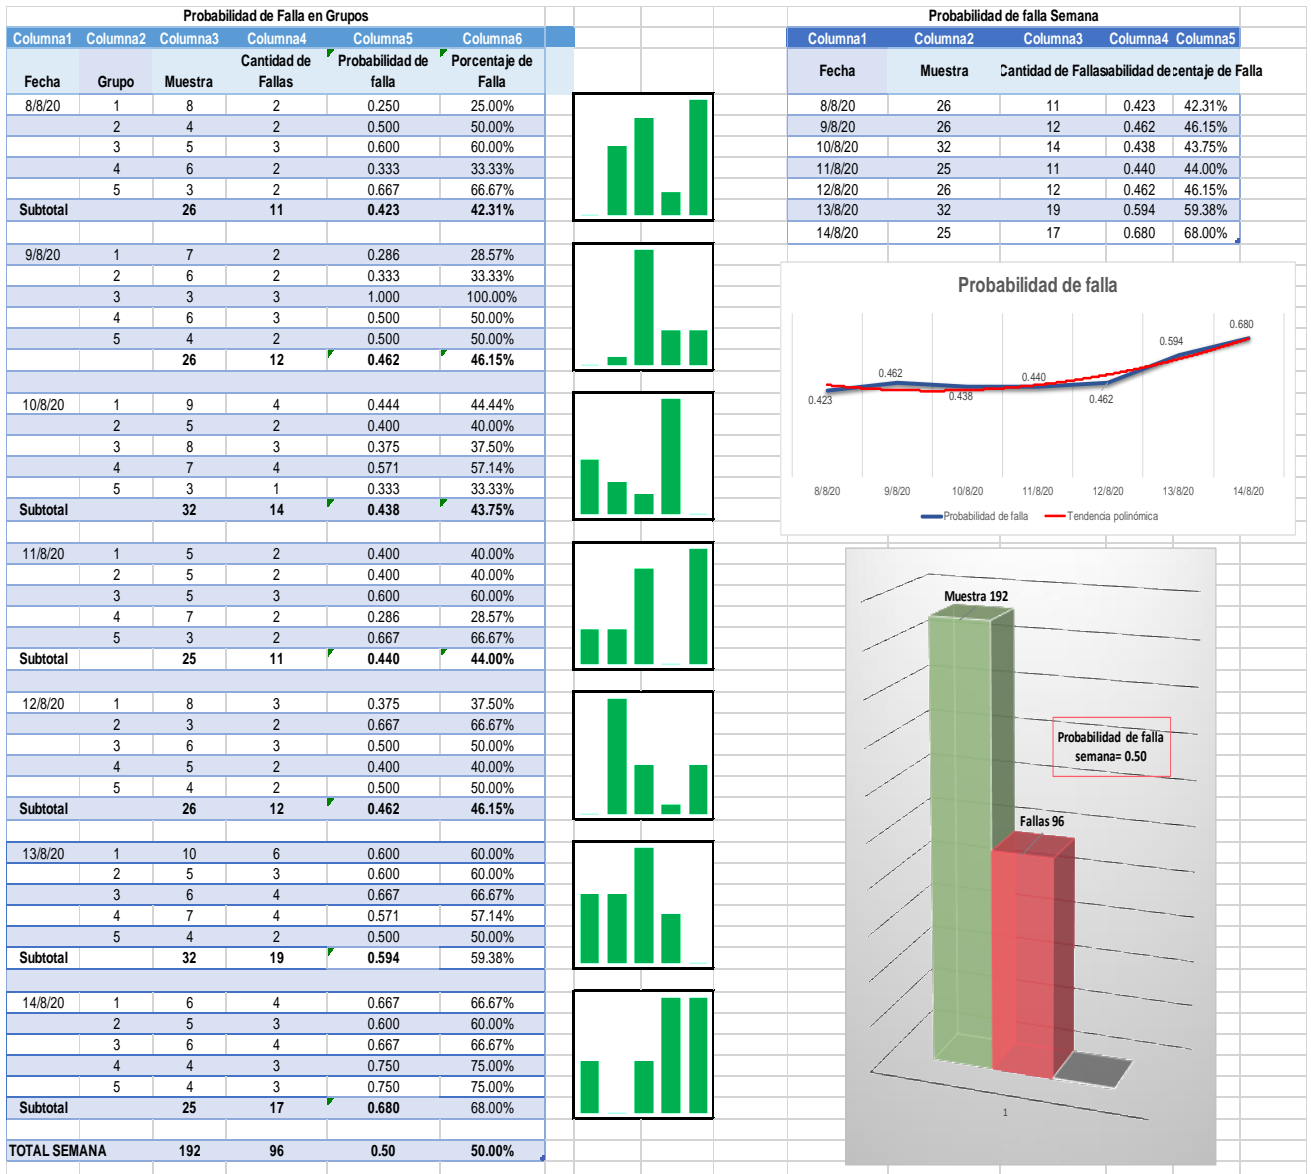 Probabilidad de Falla en Grupos
Columna1 Columna2 Columna3 Columna4 Columna5 Columna6
Fecha Grupo Muestra Cantidad de Fallas Probabilidad de falla Porcentaje de Falla
8/8/20 1 8 2 0.250 25.00%
2 4 2 0.500 50.00%
3 5 3 0.600 60.00%
4 6 2 0.333 33.33%
5 3 2 0.667 66.67%
Subtotal 26 11 0.423 42.31%
9/8/20 1 7 2 0.286 28.57%
2 6 2 0.333 33.33%
3 3 3 1.000 100.00%
4 6 3 0.500 50.00%
5 4 2 0.500 50.00%
26 12 0.462 46.15%
10/8/20 1 9 4 0.444 44.44%
2 5 2 0.400 40.00%
3 8 3 0.375 37.50%
4 7 4 0.571 57.14%
5 3 1 0.333 33.33%
Subtotal 32 14 0.438 43.75%
11/8/20 1 5 2 0.400 40.00%
2 5 2 0.400 40.00%
3 5 3 0.600 60.00%
4 7 2 0.286 28.57%
5 3 2 0.667 66.67%
Subtotal 25 11 0.440 44.00%
12/8/20 1 8 3 0.375 37.50%
2 3 2 0.667 66.67%
3 6 3 0.500 50.00%
4 5 2 0.400 40.00%
5 4 2 0.500 50.00%
Subtotal 26 12 0.462 46.15%
13/8/20 1 10 6 0.600 60.00%
2 5 3 0.600 60.00%
3 6 4 0.667 66.67%
4 7 4 0.571 57.14%
5 4 2 0.500 50.00%
Subtotal 32 19 0.594 59.38%
14/8/20 1 6 4 0.667 66.67%
2 5 3 0.600 60.00%
3 6 4 0.667 66.67%
4 4 3 0.750 75.00%
5 4 3 0.750 75.00%
Subtotal 25 17 0.680 68.00%
TOTAL SEMANA 192 96 0.50 50.00%
Probabilidad de falla Semana
Columna1 Columna2 Columna3 Columna4 Columna5
Fecha Muestra Cantidad de Fallas abilidad de centaje de Falla
8/8/20 26 11 0.423 42.31%
9/8/20 26 12 0.462 46.15%
10/8/20 32 14 0.438 43.75%
11/8/20 25 11 0.440 44.00%
12/8/20 26 12 0.462 46.15%
13/8/20 32 19 0.594 59.38%
14/8/20 25 17 0.680 68.00%
Probabilidad de falla
0.423 0.462 0.438 0.440 0.462 0.594 0.680
8/8/20 9/8/20 10/8/20 11/8/20 12/8/20 13/8/20 14/8/20
Probabilidad de falla Tendencia polinómica
Muestra 192
Probabilidad de falla
semana= 0.50
Fallas 96
1